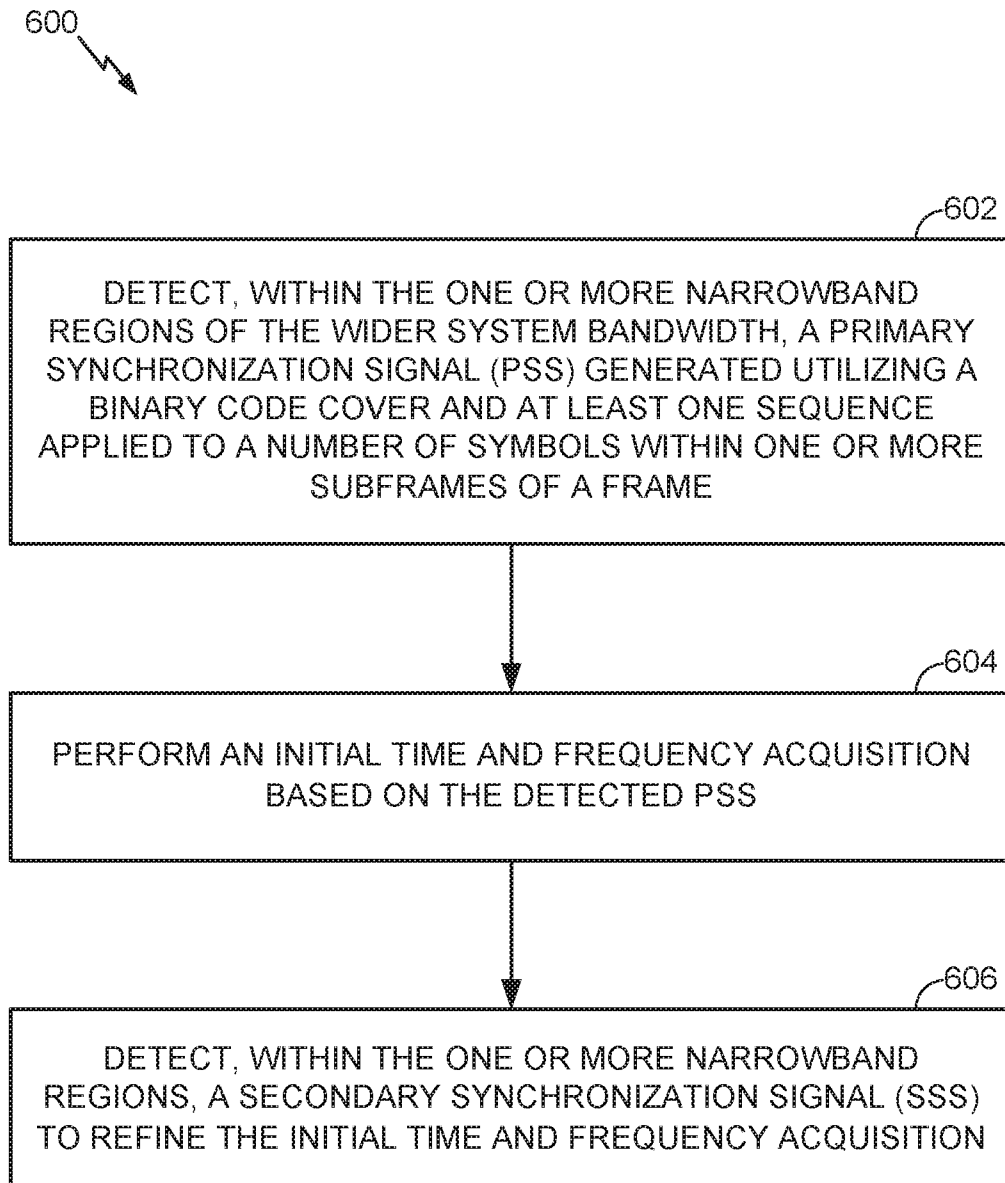 600
602
DETECT, WITHIN THE ONE OR MORE NARROWBAND
REGIONS OF THE WIDER SYSTEM BANDWIDTH, A PRIMARY
SYNCHRONIZATION SIGNAL (PSS) GENERATED UTILIZING A
BINARY CODE COVER AND AT LEAST ONE SEQUENCE
APPLIED TO A NUMBER OF SYMBOLS WITHIN ONE OR MORE
SUBFRAMES OF A FRAME
604
PERFORM AN INITIAL TIME AND FREQUENCY ACQUISITION
BASED ON THE DETECTED PSS
606
DETECT, WITHIN THE ONE OR MORE NARROWBAND
REGIONS, A SECONDARY SYNCHRONIZATION SIGNAL (SSS)
TO REFINE THE INITIAL TIME AND FREQUENCY ACQUISITION